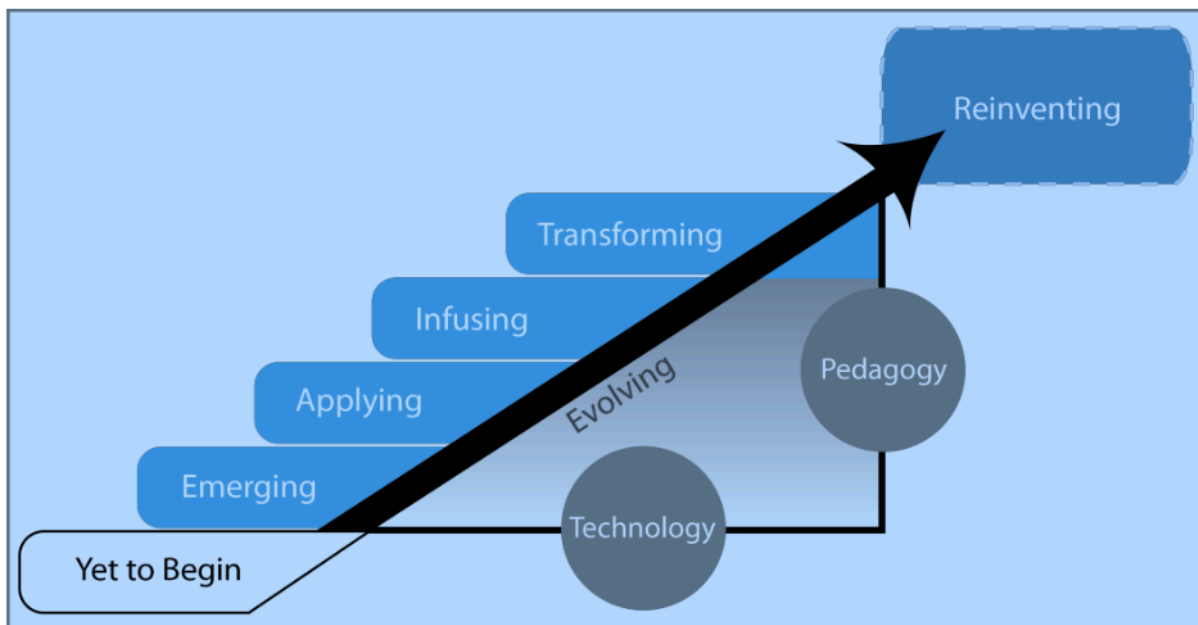 Reinventing
Transforming
Infusing
Pedagogy
Evolving
Applying
Emerging
Technology
Yet to Begin